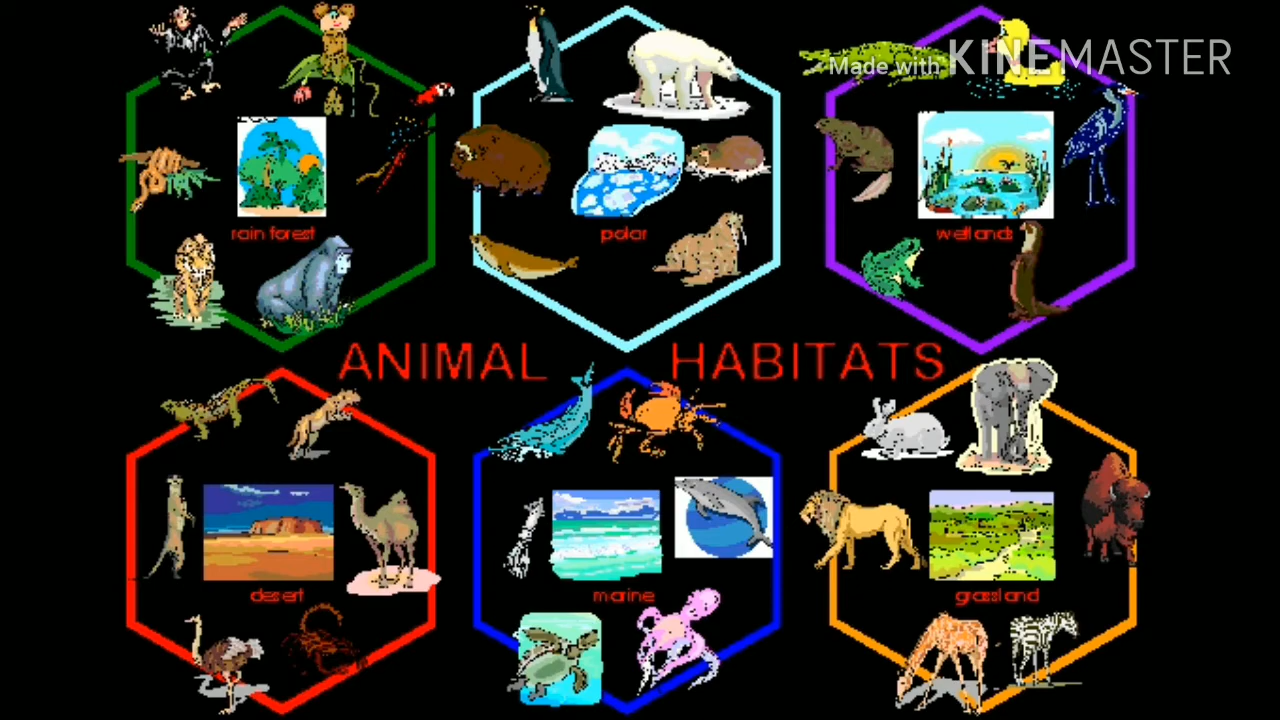 Made with KINEMASTER
rain forest
polar
wetlands
ANIMAL HABITATS
desert
marine
grassland